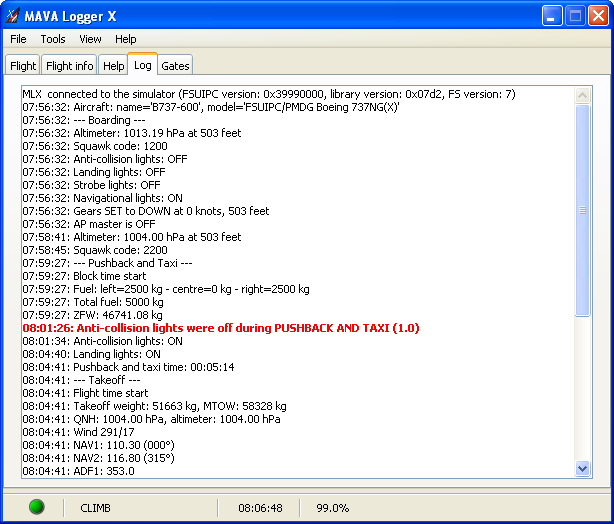 MAVA Logger X
File Tools View Help
Flight Flight info Help Log Gates
MLX connected to the simulator (FSUIPC version: 0x39990000, library version: 0x07d2, FS version: 7)
07:56:32: Aircraft: name='B737-600', model='FSUIPC/PMDG Boeing 737NG(X)'
07:56:32: --- Boarding ---
07:56:32: Altimeter: 1013.19 hPa at 503 feet
07:56:32: Squawk code: 1200
07:56:32: Anti-collision lights: OFF
07:56:32: Landing lights: OFF
07:56:32: Strobe lights: OFF
07:56:32: Navigational lights: ON
07:56:32: Gears SET to DOWN at 0 knots, 503 feet
07:56:32: AP master is OFF
07:58:41: Altimeter: 1004.00 hPa at 503 feet
07:58:45: Squawk code: 2200
07:59:27: --- Pushback and Taxi ---
07:59:27: Block time start
07:59:27: Fuel: left=2500 kg - centre=0 kg - right=2500 kg
07:59:27: Total fuel: 5000 kg
07:59:27: ZFW: 46741.08 kg
08:01:26: Anti-collision lights were off during PUSHBACK AND TAXI (1.0)
08:01:34: Anti-collision lights: ON
08:04:40: Landing lights: ON
08:04:41: Pushback and taxi time: 00:05:14
08:04:41: --- Takeoff ---
08:04:41: Flight time start
08:04:41: Takeoff weight: 51663 kg, MTOW: 58328 kg
08:04:41: QNH: 1004.00 hPa, altimeter: 1004.00 hPa
08:04:41: Wind 291/17
08:04:41: NAV1: 110.30 (000°)
08:04:41: NAV2: 116.80 (315°)
08:04:41: ADF1: 353.0
CLIMB 08:06:48 99.0%